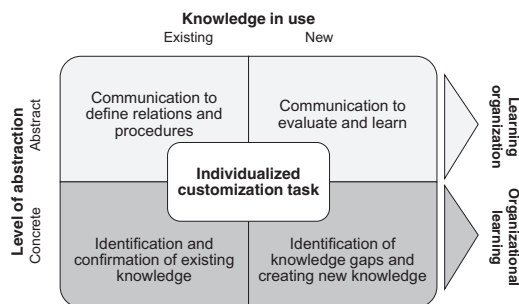 Knowledge in use
Existing
New
Level of abstraction
Abstract
Concrete
Communication to
define relations and
procedures
Communication to
evaluate and learn
Individualized
customization task
Identification and
confirmation of existing
knowledge
Identification of
knowledge gaps and
creating new knowledge
Learning
organization
Organizational
learning